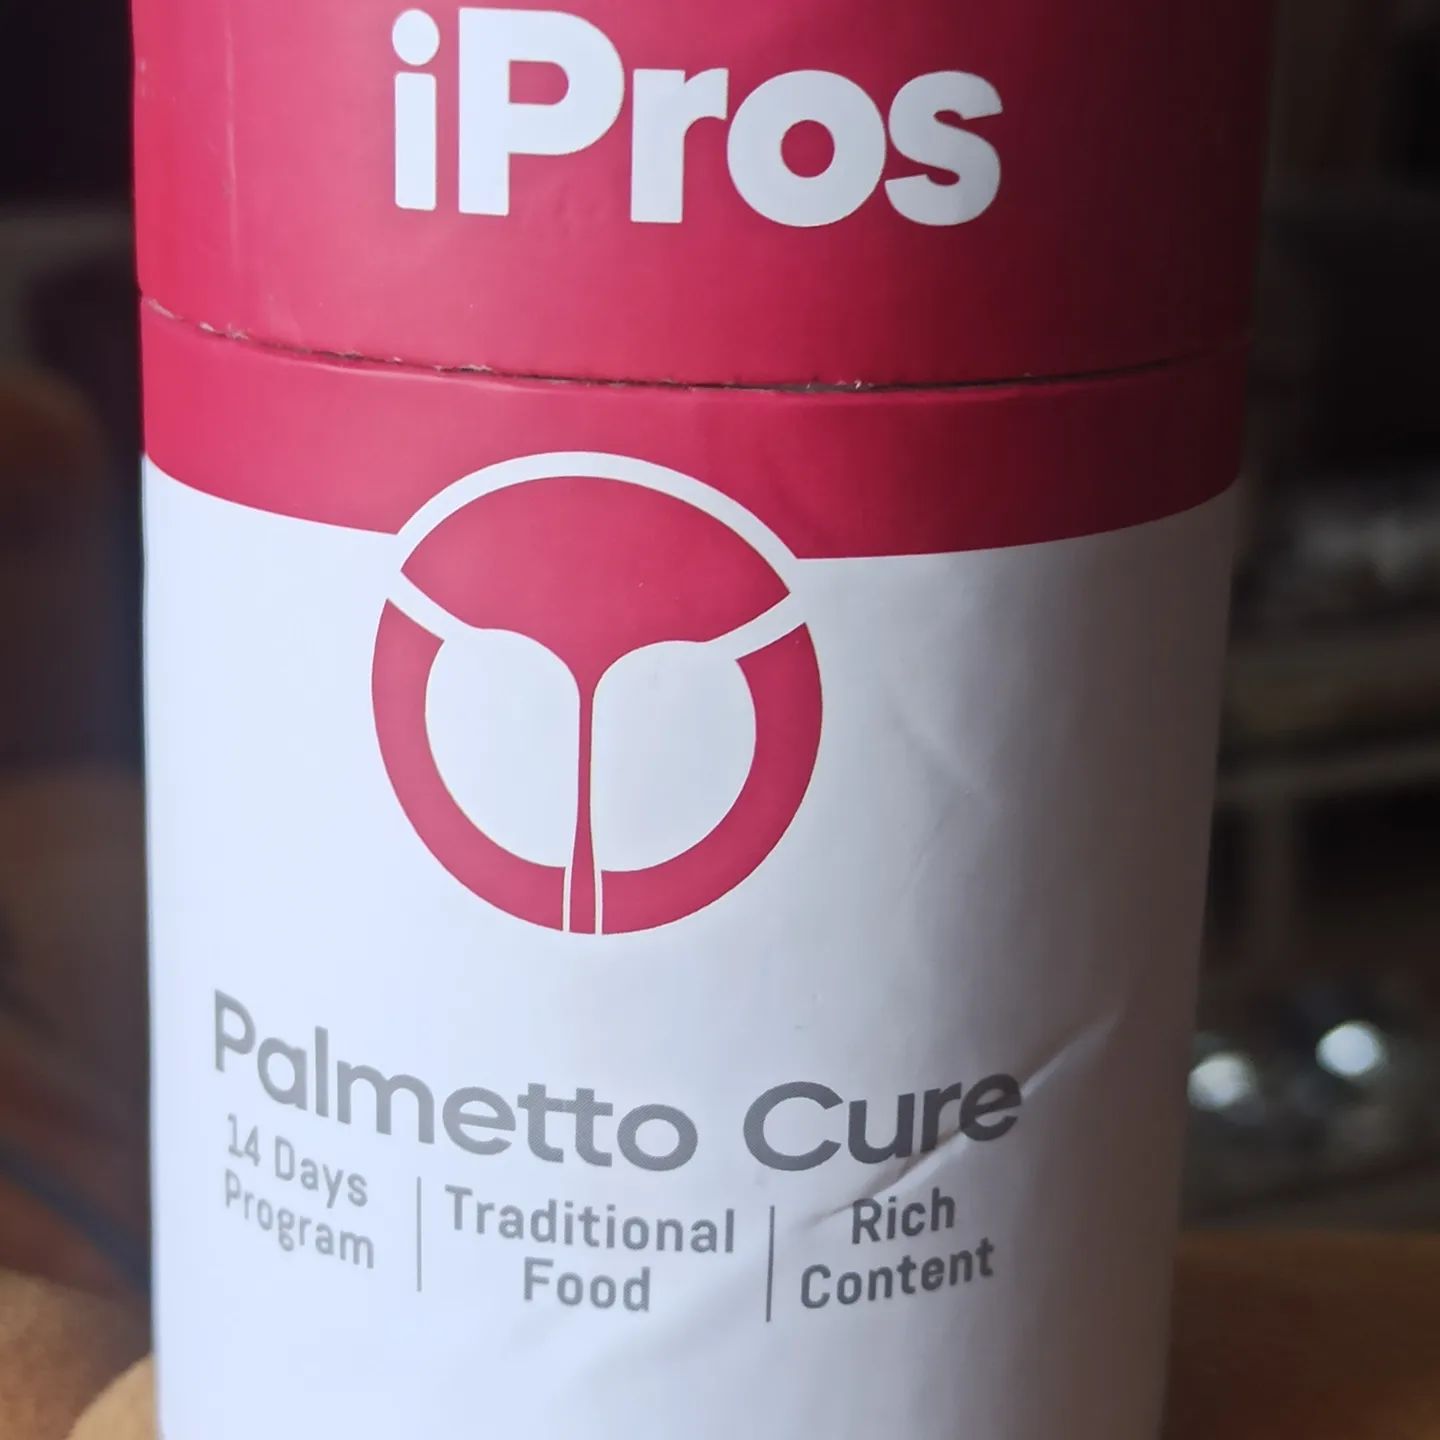 iPros
Palmetto Cure
14 Days
Program
Traditional
Food
Rich
Content